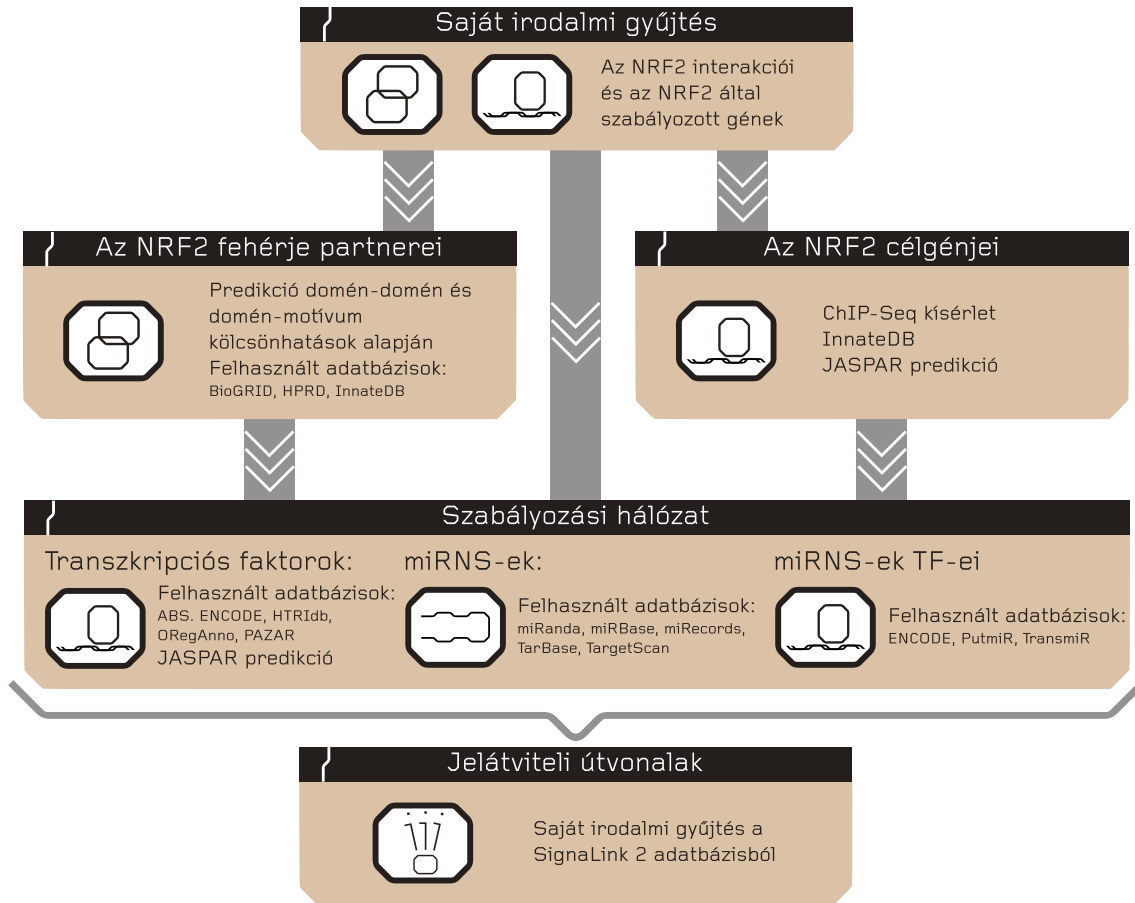 Saját irodalmi gyűjtés
Az NRF2 interakciói
és az NRF2 által
szabályozott gének
Az NRF2 fehérje partnerei
Predikció domén-domén és
domén-motívum
kölcsönhatások alapján
Felhasznált adatbázisok:
BioGRID, HPRD, InnateDB
Az NRF2 célgénjei
ChIP-Seq kísérlet
InnateDB
JASPAR predikció
Szabályozási hálózat
Transzkripciós faktorok:
Felhasznált adatbázisok:
ABS. ENCODE, HTRIdb,
ORegAnno, PAZAR
JASPAR predikció
miRNS-ek:
Felhasznált adatbázisok:
miRanda, miRBase, miRecords,
TarBase, TargetScan
miRNS-ek TF-ei
Felhasznált adatbázisok:
ENCODE, PutmiR, TransmiR
Jelátviteli útvonalak
Saját irodalmi gyűjtés a
SignaLink 2 adatbázisból